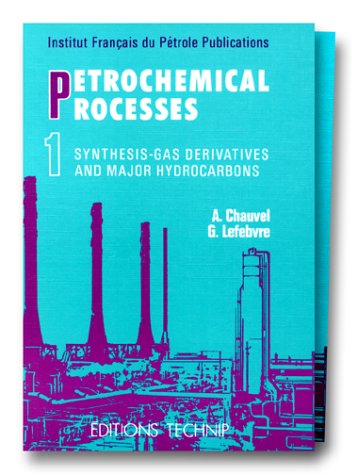 Institut Français du Pétrole Publications
PETROCHEMICAL
PROCESSES
1 SYNTHESIS-GAS DERIVATIVES
AND MAJOR HYDROCARBONS
A. Chauvel
G. Lefebvre
EDITIONS TECHNIP